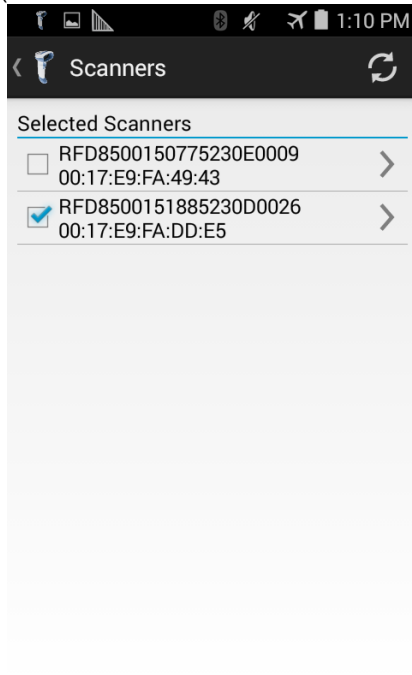 1:10 PM
Scanners
Selected Scanners
RFD8500150775230E0009
00:17:E9:FA:49:43
RFD8500151885230D0026
00:17:E9:FA:DD:E5